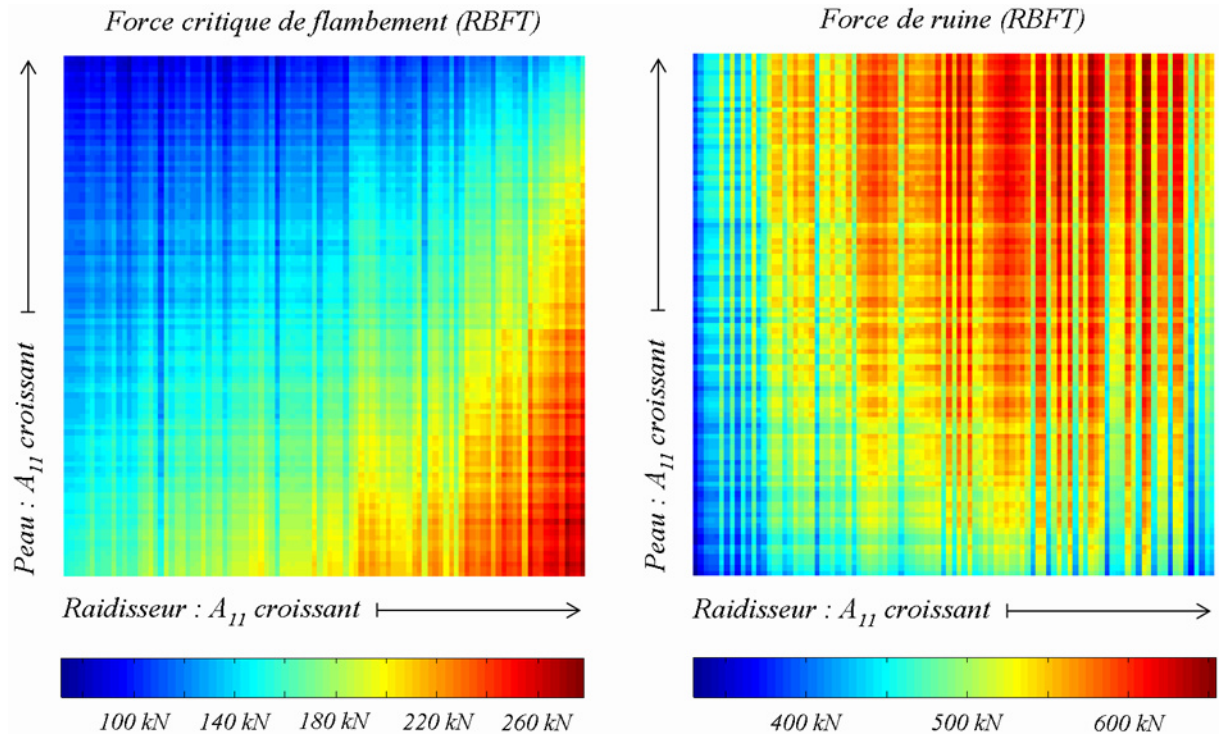 Force critique de flambement (RBFT)
Peau : A11 croissant
Raidisseur : A11 croissant
100 kN 140 kN 180 kN 220 kN 260 kN
Force de ruine (RBFT)
Peau : A11 croissant
Raidisseur : A11 croissant
400 kN 500 kN 600 kN